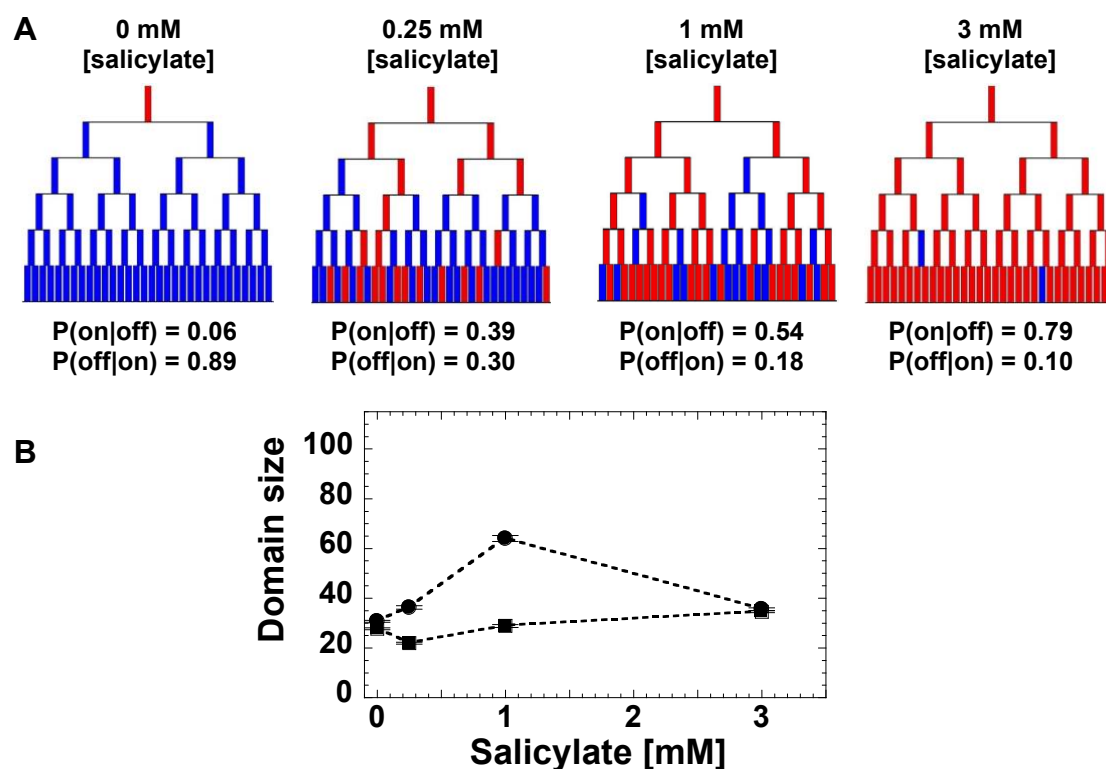 A
0 mM
[salicylate]
0.25 mM
[salicylate]
1 mM
[salicylate]
3 mM
[salicylate]
P(on|off) = 0.06
P(off|on) = 0.89
P(on|off) = 0.39
P(off|on) = 0.30
P(on|off) = 0.54
P(off|on) = 0.18
P(on|off) = 0.79
P(off|on) = 0.10
B
Domain size
100
80
60
40
20
0
0
1
2
3
Salicylate [mM]